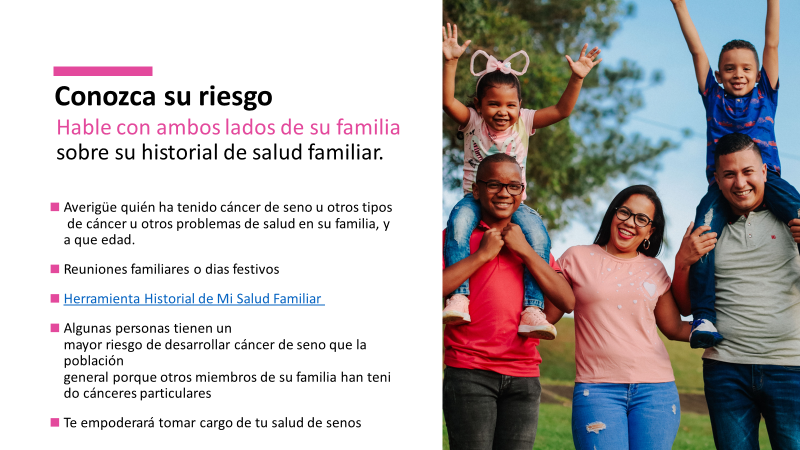 Conozca su riesgo
Hable con ambos lados de su familia
sobre su historial de salud familiar.
Averigüe quién ha tenido cáncer de seno u otros tipos
de cáncer u otros problemas de salud en su familia, y
a que edad.
Reuniones familiares o dias festivos
Herramienta Historial de Mi Salud Familiar
Algunas personas tienen un
mayor riesgo de desarrollar cáncer de seno que la
población
general porque otros miembros de su familia han teni
do cánceres particulares
Te empoderará tomar cargo de tu salud de senos